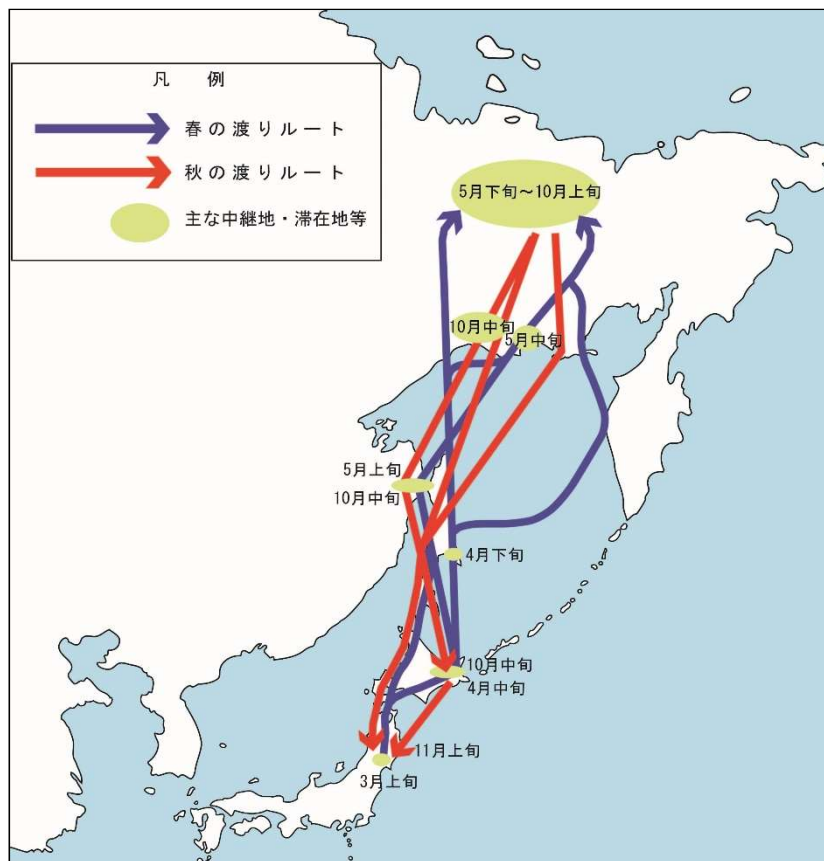 凡 例
春の渡りルート
秋の渡りルート
主な中継地・滞在地等
5月下旬～10月上旬
10月中旬
5月中旬
5月上旬
10月中旬
4月下旬
10月中旬
4月中旬
11月上旬
3月上旬